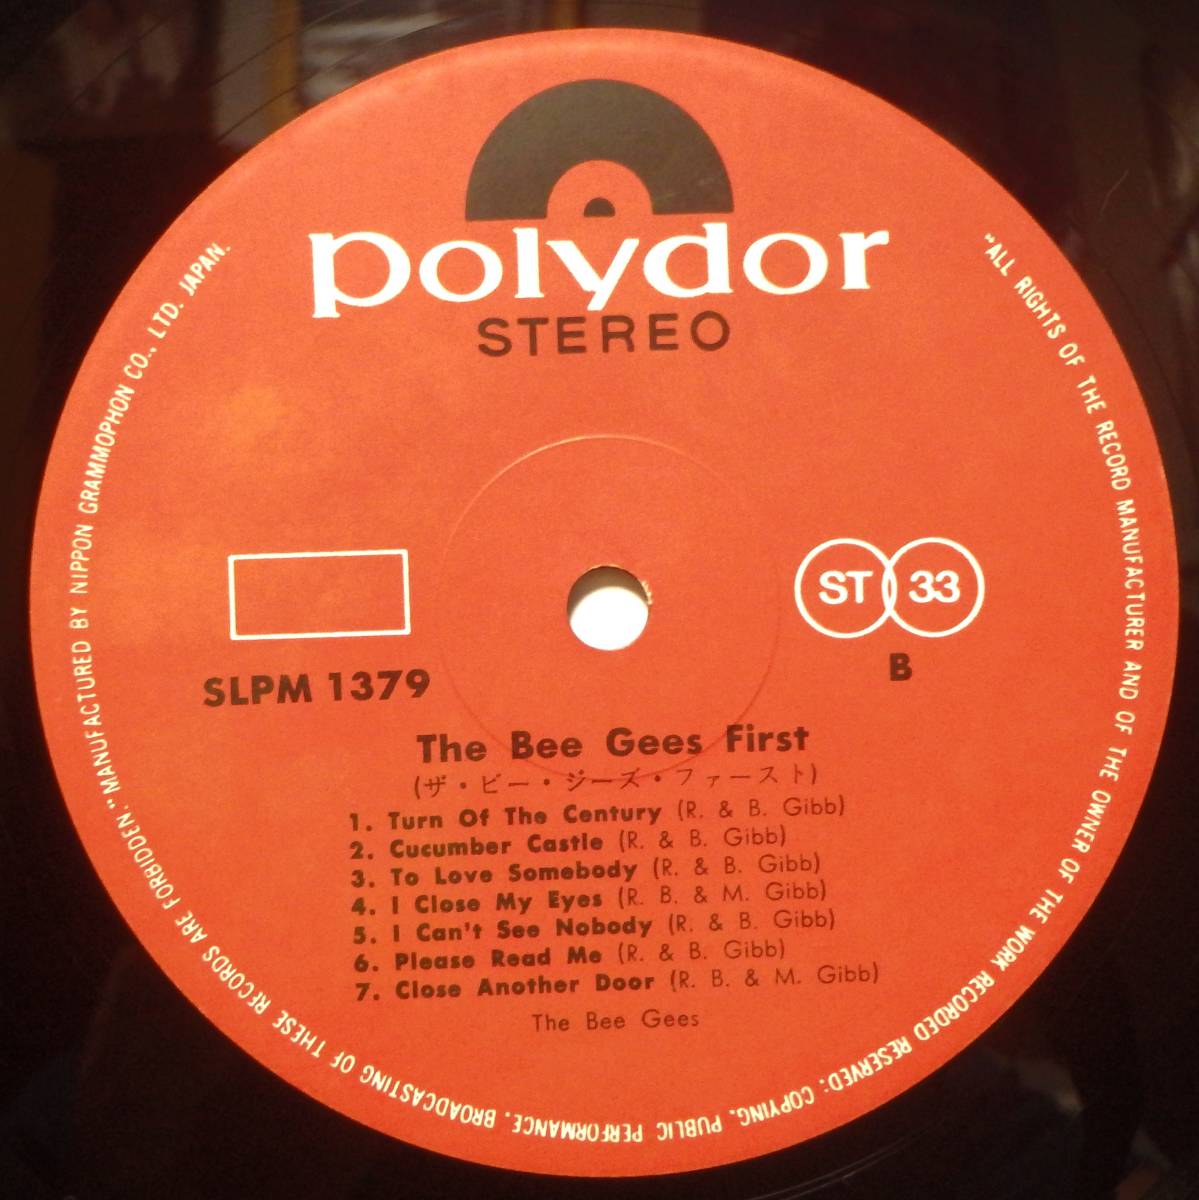 polydor
STEREO
ST 33
B
SLPM 1379
The Bee Gees First
(ザ・ビー・ジーズ・ファースト)
1. Turn Of The Century (R. & B. Gibb)
2. Cucumber Castle (R. & B. Gibb)
3. To Love Somebody (R. & B. Gibb)
4. I Close My Eyes (R. B. & M. Gibb)
5. I Can't See Nobody (R. & B. Gibb)
6. Please Read Me (R. & B. Gibb)
7. Close Another Door (R. B. & M. Gibb)
The Bee Gees
"ALL RIGHTS OF THE RECORD MANUFACTURER AND OF THE OWNER OF THE WORK RECORDED RESERVED: COPYING. PUBLIC PERFORMANCE. BROADCASTING OF THESE RECORDS ARE FORBIDDEN." MANUFACTURED BY NIPPON GRAMMOPHON CO., LTD. JAPAN.